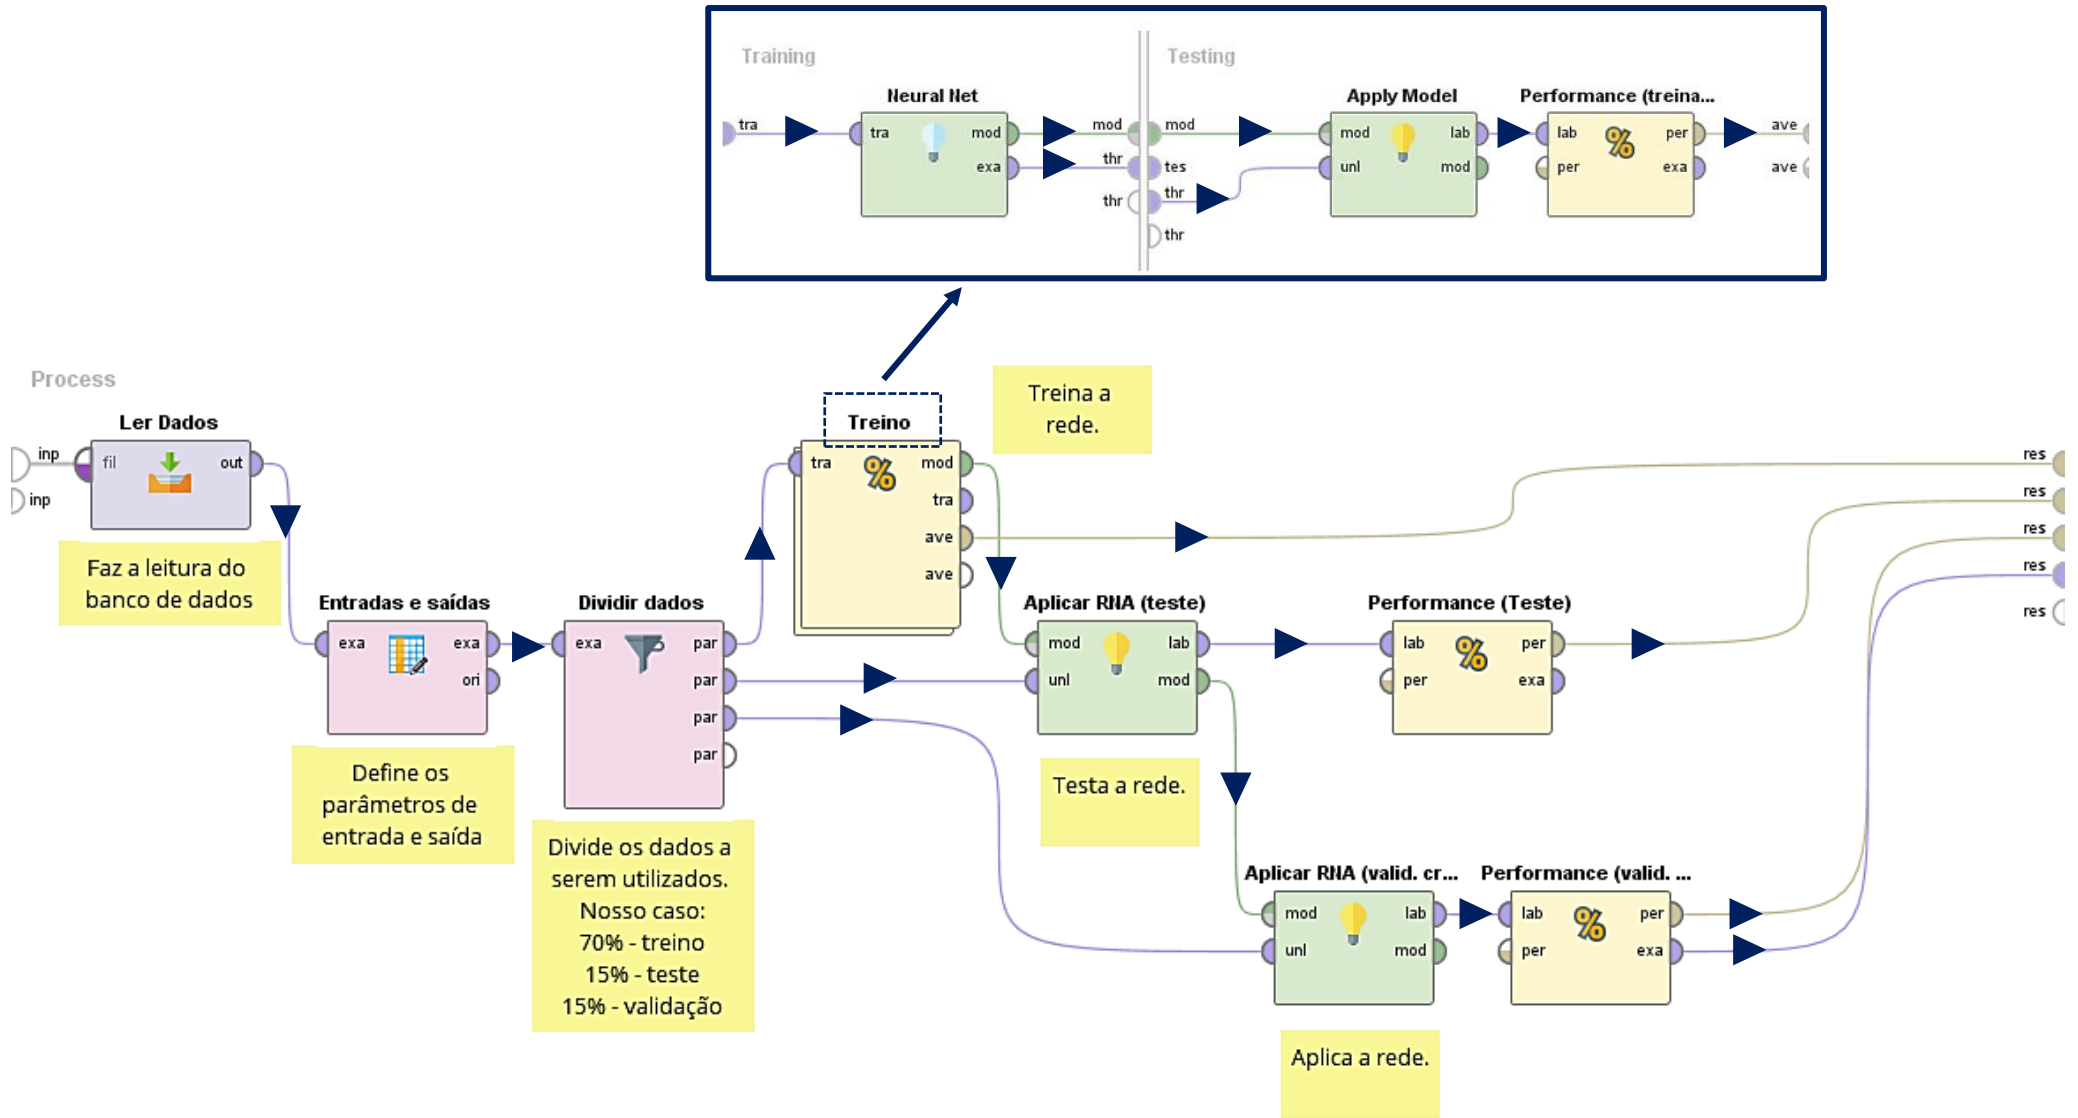 Training
Testing
Neural Net
Apply Model
Performance (treina...
tra
tra
mod
exa
mod
thr
thr
mod
tes
thr
thr
mod
unl
lab
mod
lab
per
per
exa
ave
ave
Process
Treina a
rede.
Ler Dados
inp
inp
fil
out
Faz a leitura do
banco de dados
Treino
tra
mod
tra
ave
ave
res
res
res
res
res
Entradas e saídas
exa
exa
ori
Define os
parâmetros de
entrada e saída
Dividir dados
exa
par
par
par
par
Divide os dados a
serem utilizados.
Nosso caso:
70% - treino
15% - teste
15% - validação
Aplicar RNA (teste)
mod
unl
lab
mod
Testa a rede.
Performance (Teste)
lab
per
per
exa
Aplicar RNA (valid. cr...
mod
unl
lab
mod
Aplica a rede.
Performance (valid. ...
lab
per
per
exa